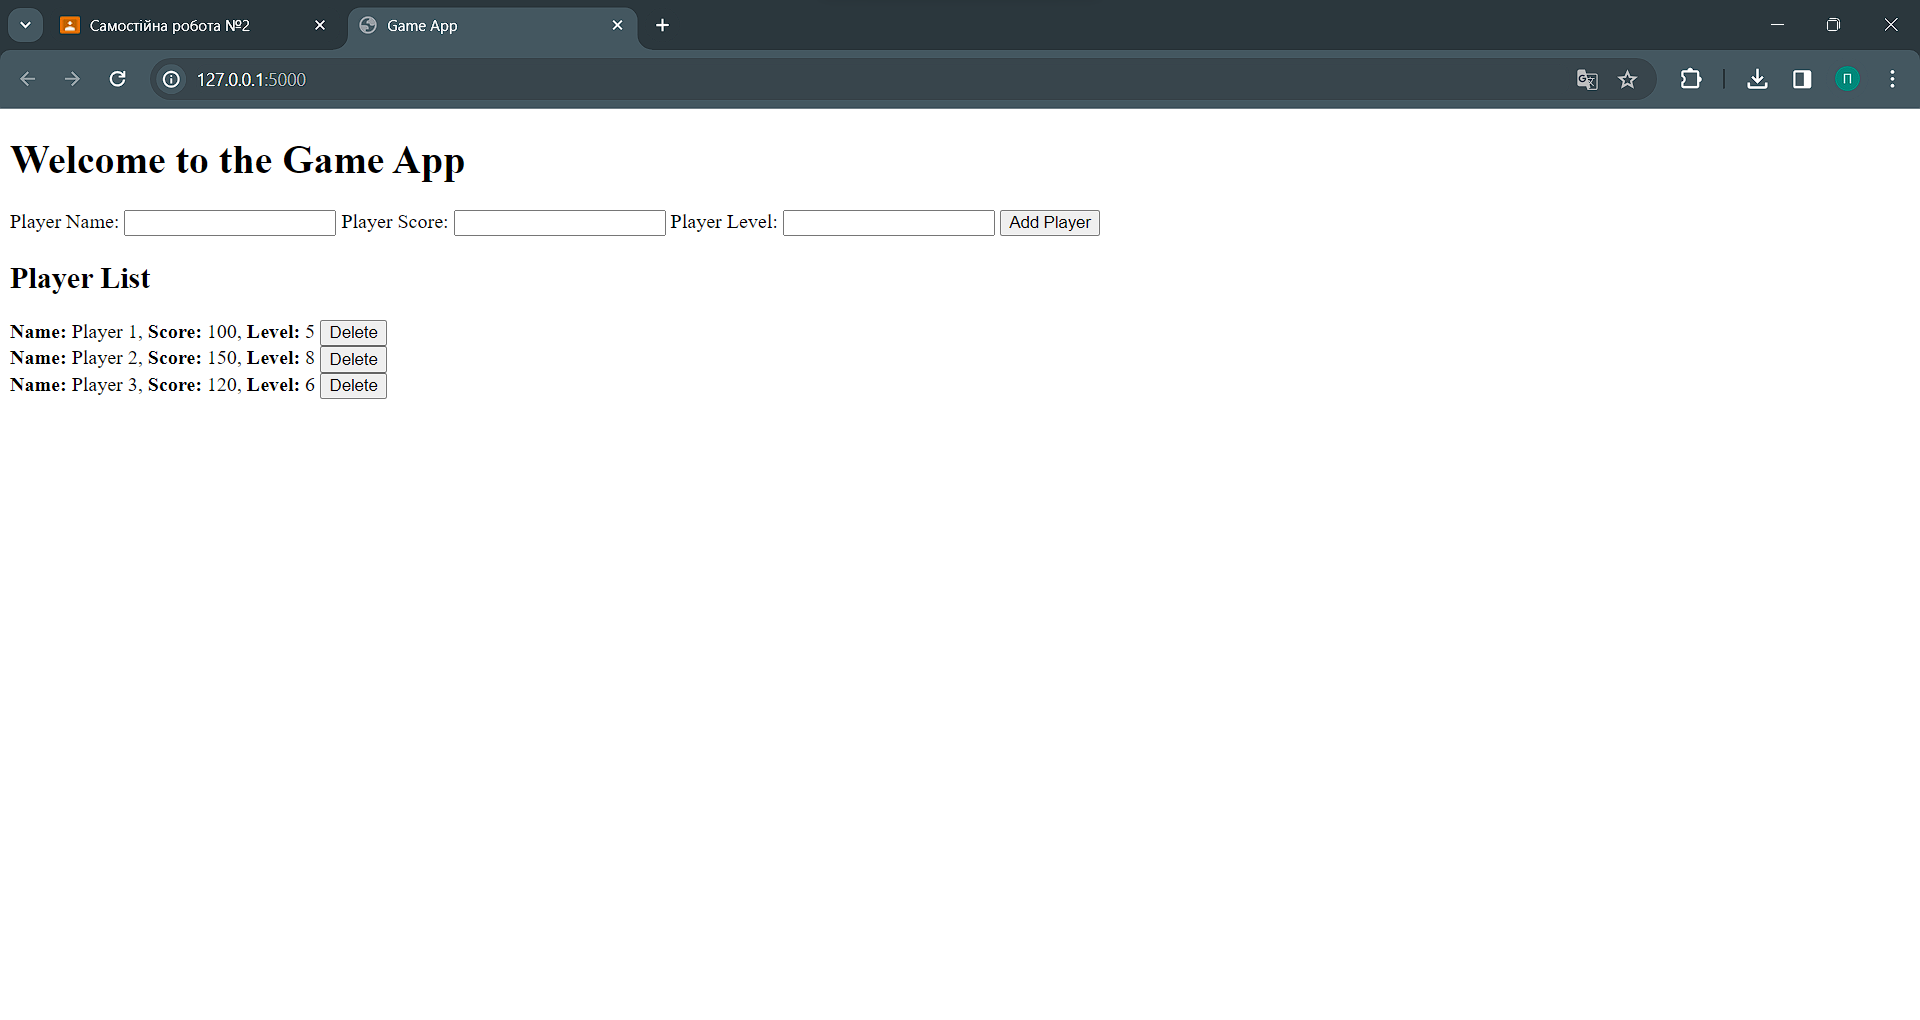 Самостійна робота №2
Game App
127.0.0.1:5000
П
Welcome to the Game App
Player Name: Player Score: Player Level: Add Player
Player List
Name: Player 1, Score: 100, Level: 5 Delete
Name: Player 2, Score: 150, Level: 8 Delete
Name: Player 3, Score: 120, Level: 6 Delete